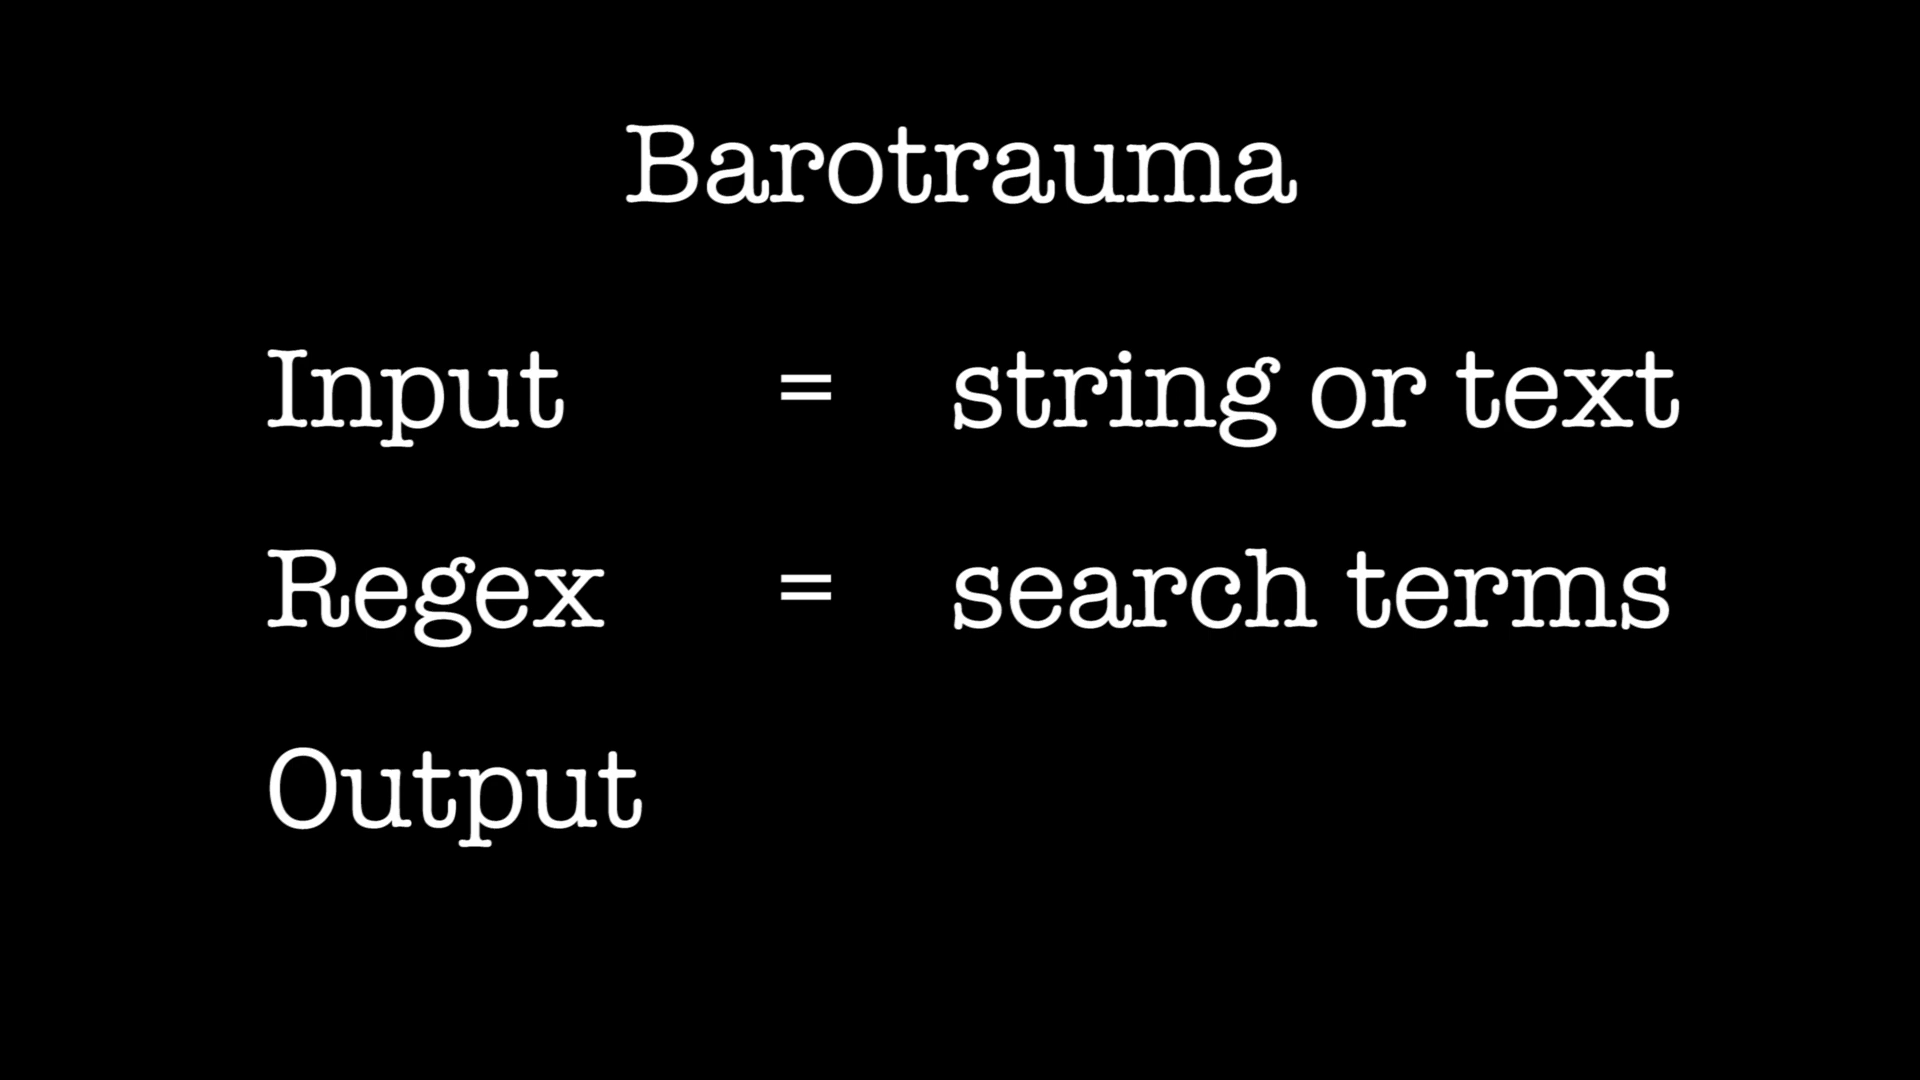 Barotrauma
Input = string or text
Regex = search terms
Output